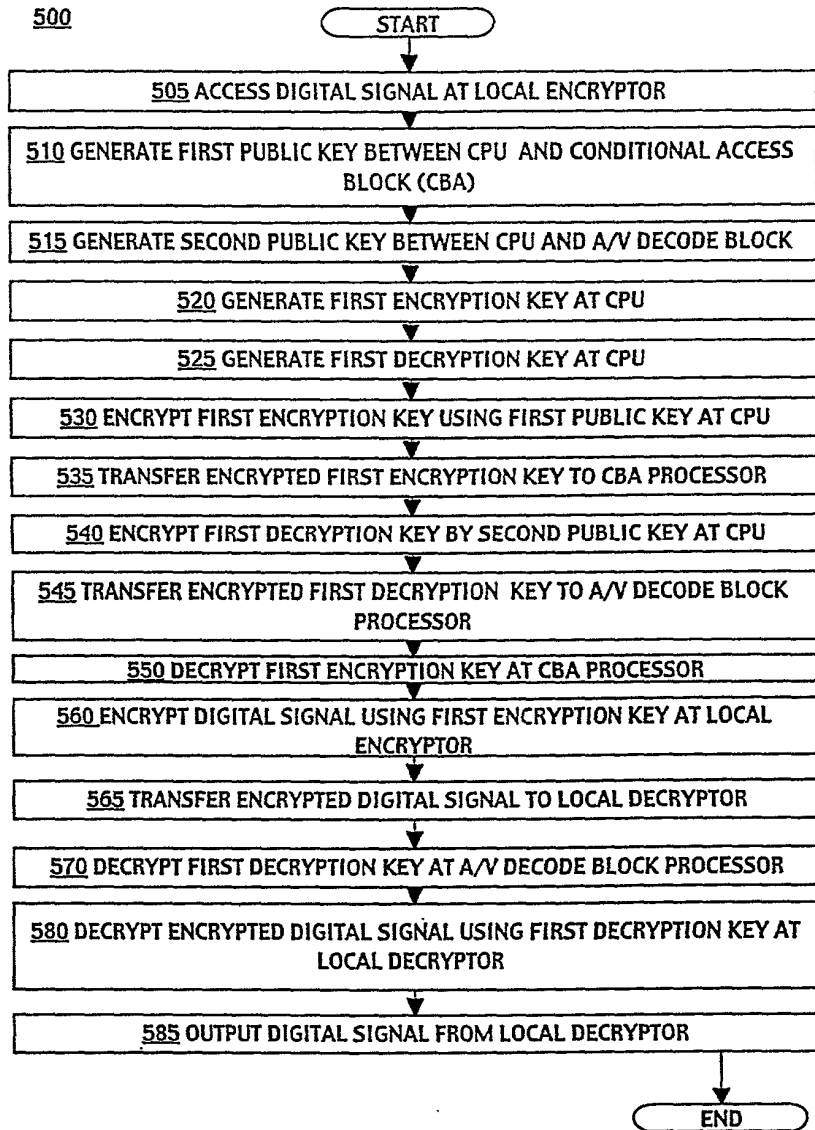 500
START
505 ACCESS DIGITAL SIGNAL AT LOCAL ENCRYPTOR
510 GENERATE FIRST PUBLIC KEY BETWEEN CPU AND CONDITIONAL ACCESS
BLOCK (CBA)
515 GENERATE SECOND PUBLIC KEY BETWEEN CPU AND A/V DECODE BLOCK
520 GENERATE FIRST ENCRYPTION KEY AT CPU
525 GENERATE FIRST DECRYPTION KEY AT CPU
530 ENCRYPT FIRST ENCRYPTION KEY USING FIRST PUBLIC KEY AT CPU
535 TRANSFER ENCRYPTED FIRST ENCRYPTION KEY TO CBA PROCESSOR
540 ENCRYPT FIRST DECRYPTION KEY BY SECOND PUBLIC KEY AT CPU
545 TRANSFER ENCRYPTED FIRST DECRYPTION KEY TO A/V DECODE BLOCK
PROCESSOR
550 DECRYPT FIRST ENCRYPTION KEY AT CBA PROCESSOR
560 ENCRYPT DIGITAL SIGNAL USING FIRST ENCRYPTION KEY AT LOCAL
ENCRYPTOR
565 TRANSFER ENCRYPTED DIGITAL SIGNAL TO LOCAL DECRYPTOR
570 DECRYPT FIRST DECRYPTION KEY AT A/V DECODE BLOCK PROCESSOR
580 DECRYPT ENCRYPTED DIGITAL SIGNAL USING FIRST DECRYPTION KEY AT
LOCAL DECRYPTOR
585 OUTPUT DIGITAL SIGNAL FROM LOCAL DECRYPTOR
END